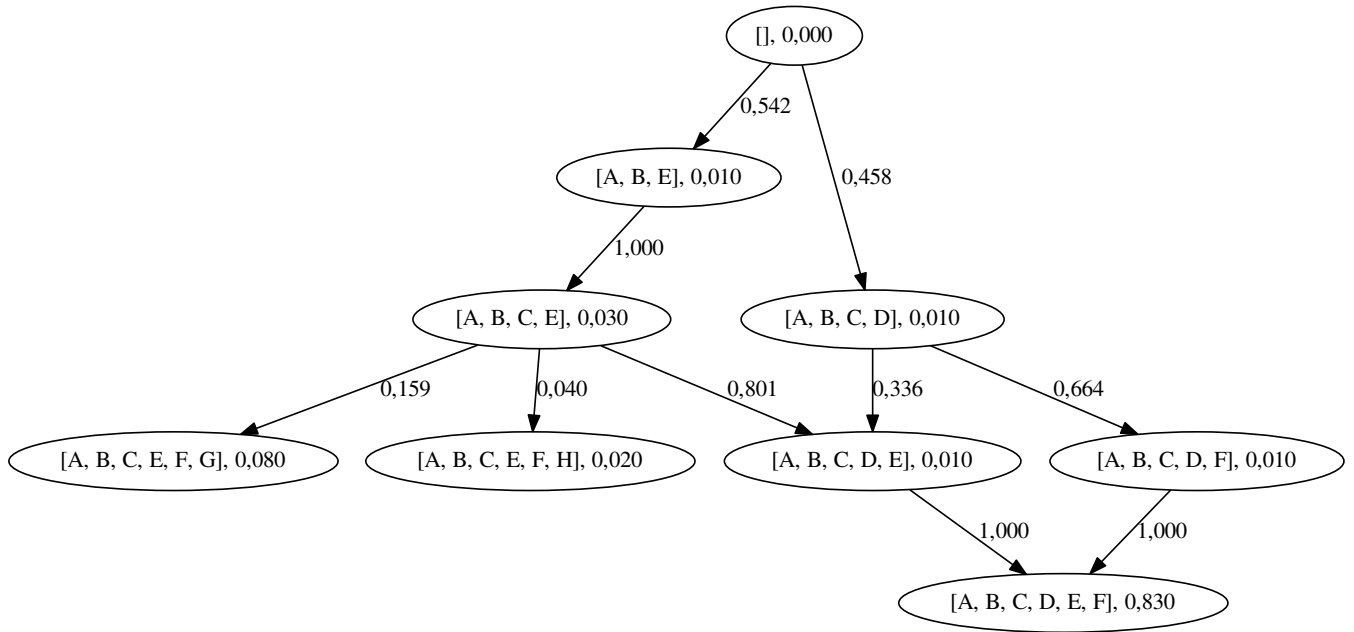 [], 0,000
0,542
[A, B, E], 0,010
0,458
1,000
[A, B, C, E], 0,030
[A, B, C, D], 0,010
0,159
0,040
0,801
0,336
0,664
[A, B, C, E, F, G], 0,080
[A, B, C, E, F, H], 0,020
[A, B, C, D, E], 0,010
[A, B, C, D, F], 0,010
1,000
1,000
[A, B, C, D, E, F], 0,830